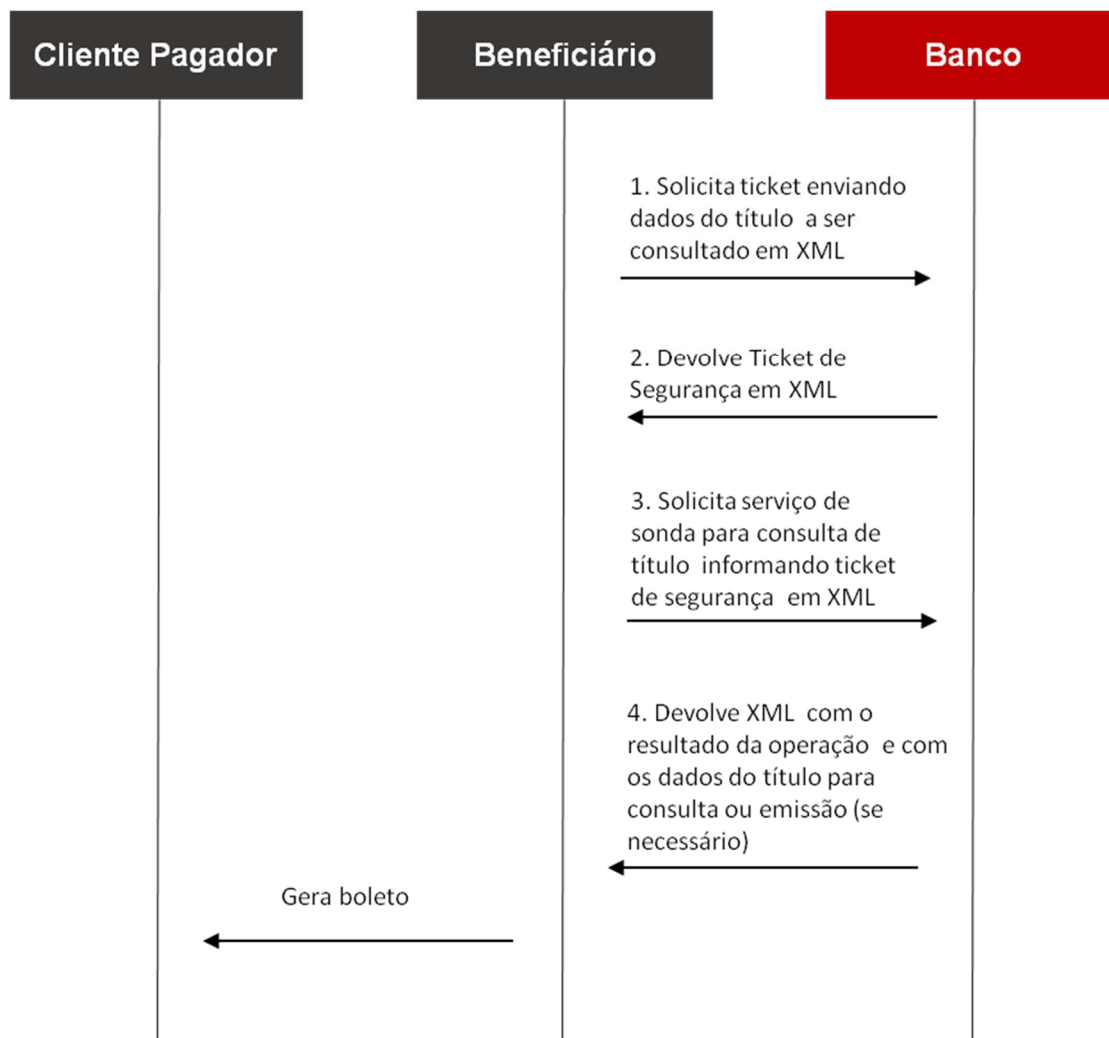 Cliente Pagador
Beneficiário
Banco
1. Solicita ticket enviando
dados do título a ser
consultado em XML
2. Devolve Ticket de
Segurança em XML
3. Solicita serviço de
sonda para consulta de
título informando ticket
de segurança em XML
4. Devolve XML com o
resultado da operação e com
os dados do título para
consulta ou emissão (se
necessário)
Gera boleto